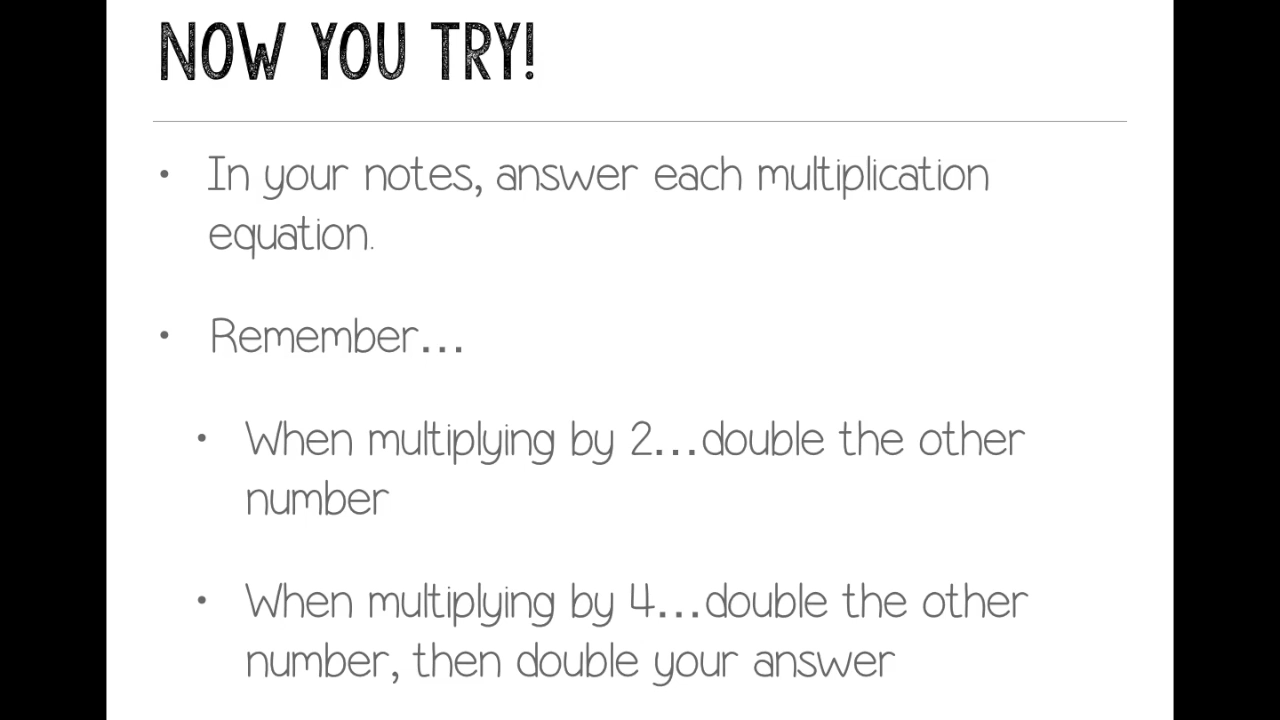 NOW YOU TRY!
• In your notes, answer each multiplication
equation.
• Remember...
• When multiplying by 2...double the other
number
• When multiplying by 4...double the other
number, then double your answer